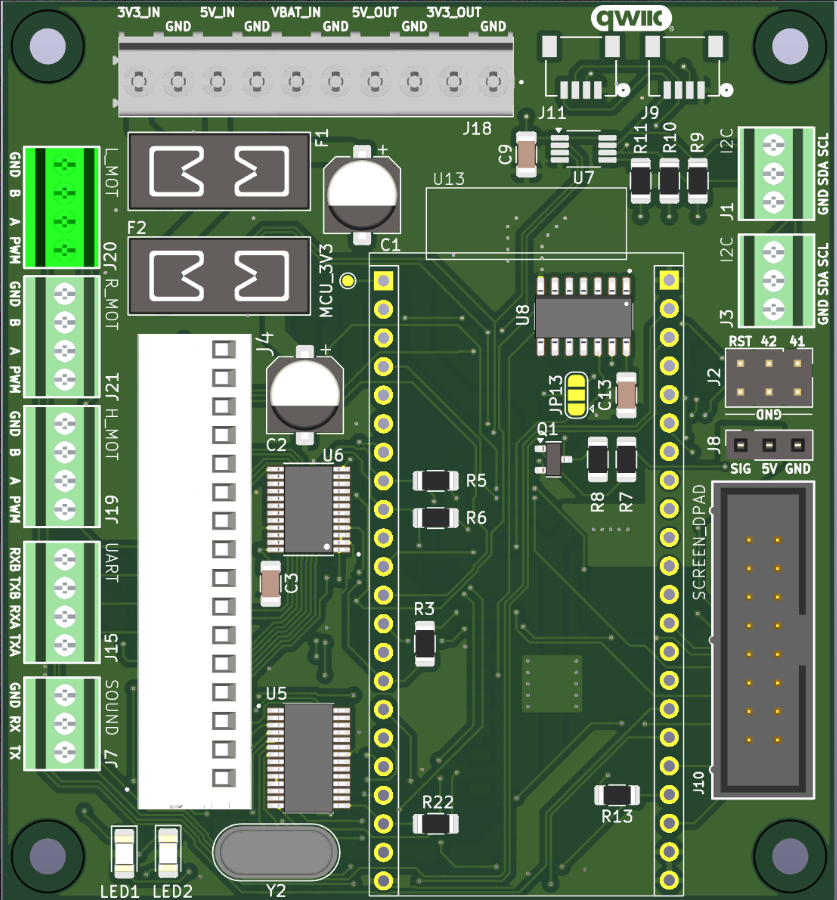 3V3_IN 5V_IN VBAT_IN 5V_OUT 3V3_OUT
GND GND GND GND GND
qwiic
J18
J11 J9
F1
L_MOT
GND B A PWM
J20
F2
C9
U7
R11 R10 R9
I2C
GND SDA SCL
J1
U13
C1
MCU_3V3
R_MOT
GND B A PWM
J21
U8
I2C
GND SDA SCL
J3
RST 42 41
J2
GND
J4
C2
JP13
C13
Q1
J8
SIG 5V GND
H_MOT
GND B A PWM
J19
U6
R5
R6
R8 R7
SCREEN_DPAD
UART
RXB TXB RXA TXA
J15
C3
R3
SOUND
GND RX TX
J7
U5
J10
R22
R13
LED1 LED2
Y2